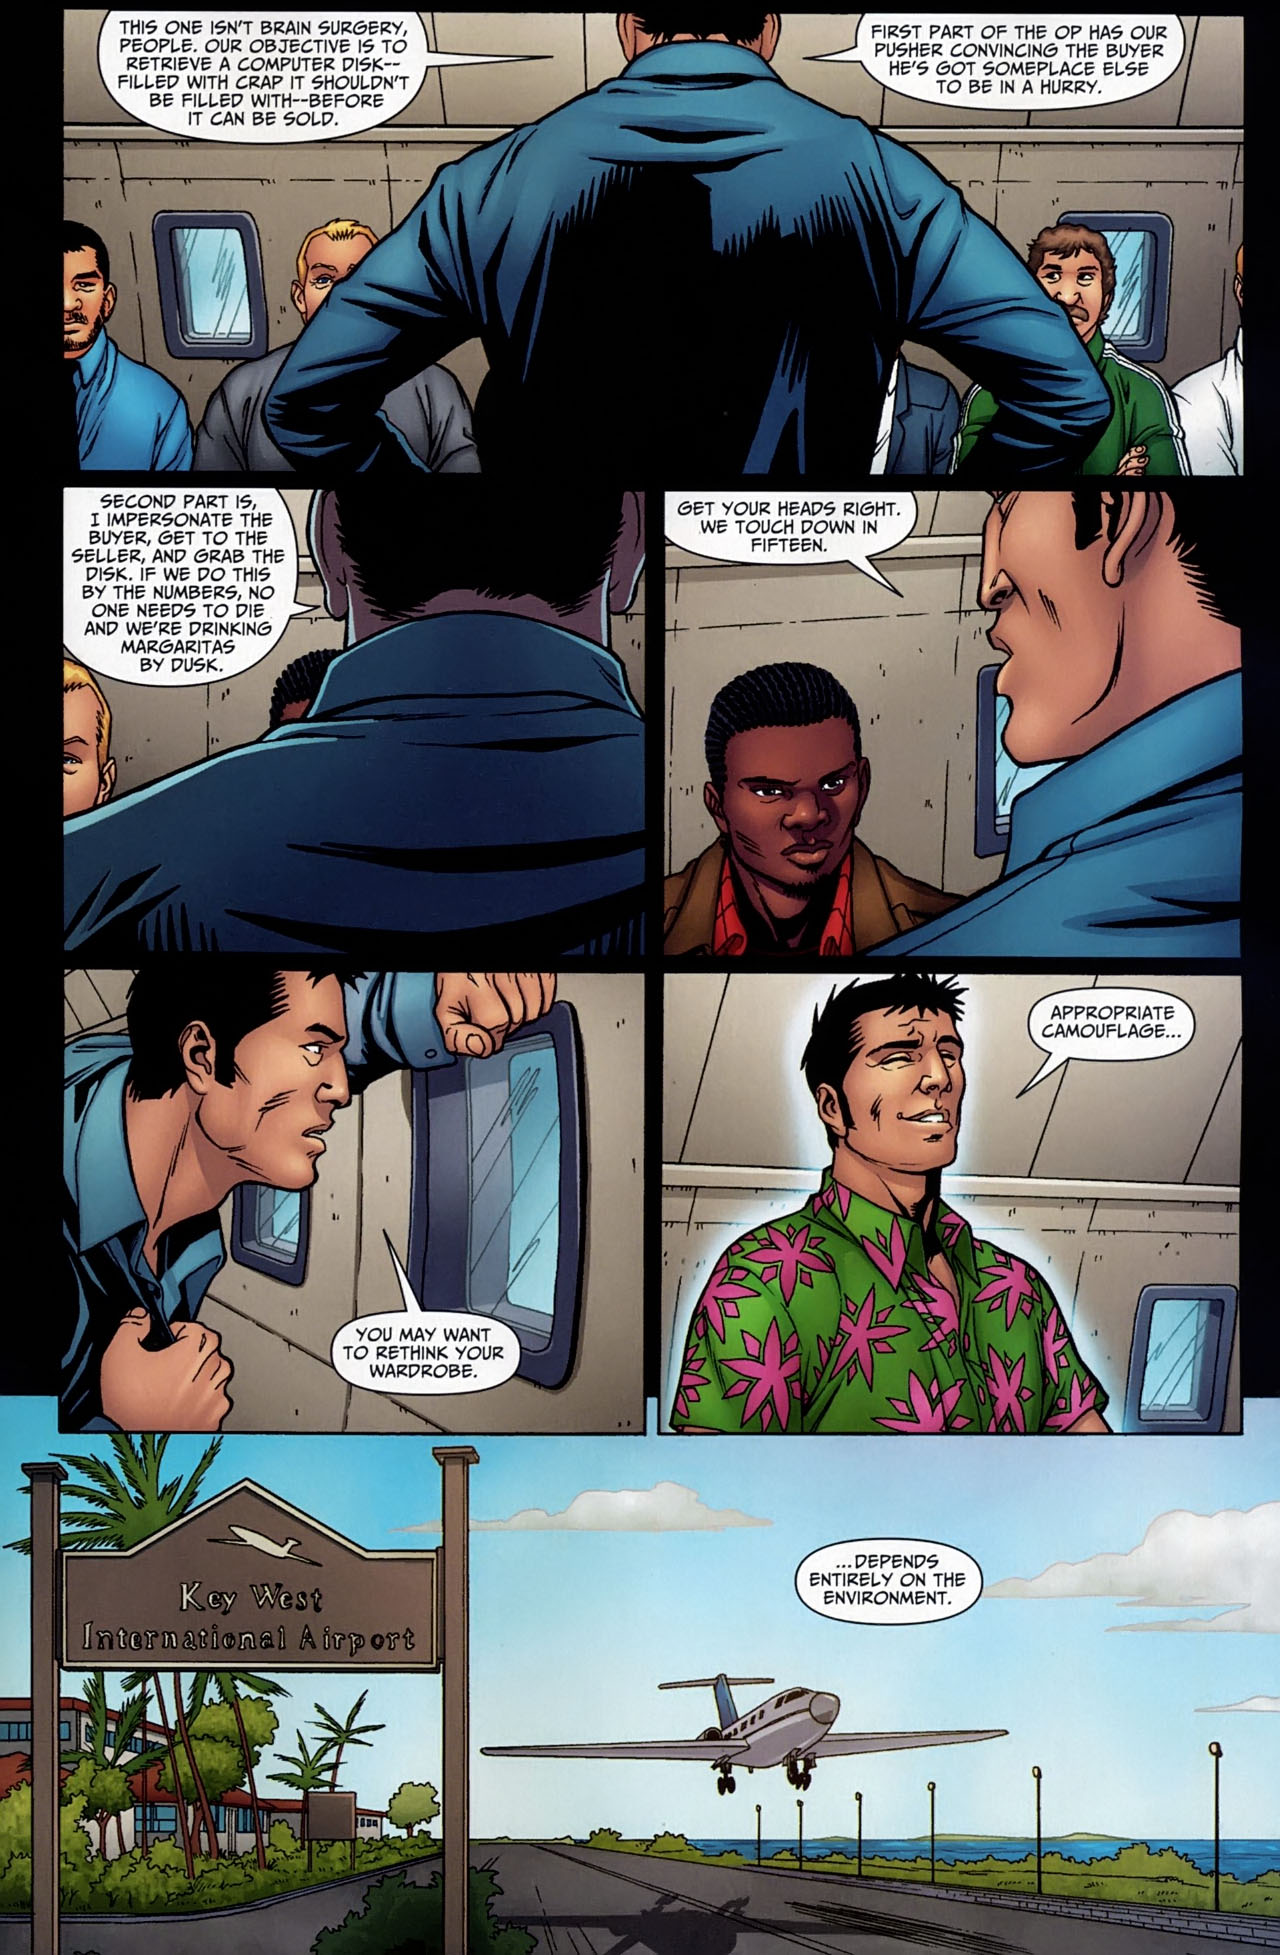 THIS ONE ISN'T BRAIN SURGERY,
PEOPLE. OUR OBJECTIVE IS TO
RETRIEVE A COMPUTER DISK--
FILLED WITH CRAP IT SHOULDN'T
BE FILLED WITH--BEFORE
IT CAN BE SOLD.
FIRST PART OF THE OP HAS OUR
PUSHER CONVINCING THE BUYER
HE'S GOT SOMEPLACE ELSE
TO BE IN A HURRY.
SECOND PART IS,
I IMPERSONATE THE
BUYER, GET TO THE
SELLER, AND GRAB THE
DISK. IF WE DO THIS
BY THE NUMBERS, NO
ONE NEEDS TO DIE
AND WE'RE DRINKING
MARGARITAS
BY DUSK.
GET YOUR HEADS RIGHT.
WE TOUCH DOWN IN
FIFTEEN.
YOU MAY WANT
TO RETHINK YOUR
WARDROBE.
APPROPRIATE
CAMOUFLAGE...
...DEPENDS
ENTIRELY ON THE
ENVIRONMENT.
Key West
International Airport